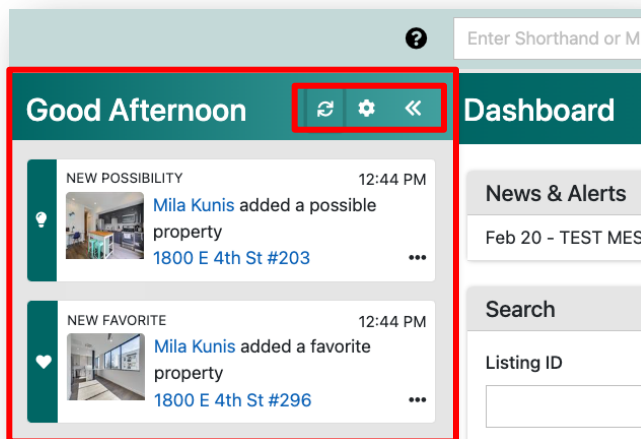 Enter Shorthand or M
Good Afternoon
Dashboard
NEW POSSIBILITY
12:44 PM
Mila Kunis added a possible
property
1800 E 4th St #203
NEW FAVORITE
12:44 PM
Mila Kunis added a favorite
property
1800 E 4th St #296
News & Alerts
Feb 20 - TEST MES
Search
Listing ID